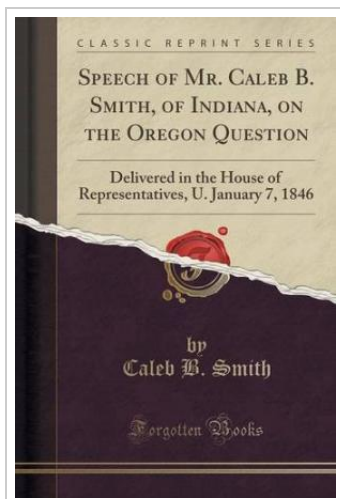 CLASSIC REPRINT SERIES
SPEECH OF MR. CALEB B.
SMITH, OF INDIANA, ON
THE OREGON QUESTION
Delivered in the House of
Representatives, U. January 7, 1846
by
Caleb B. Smith
Forgotten Books